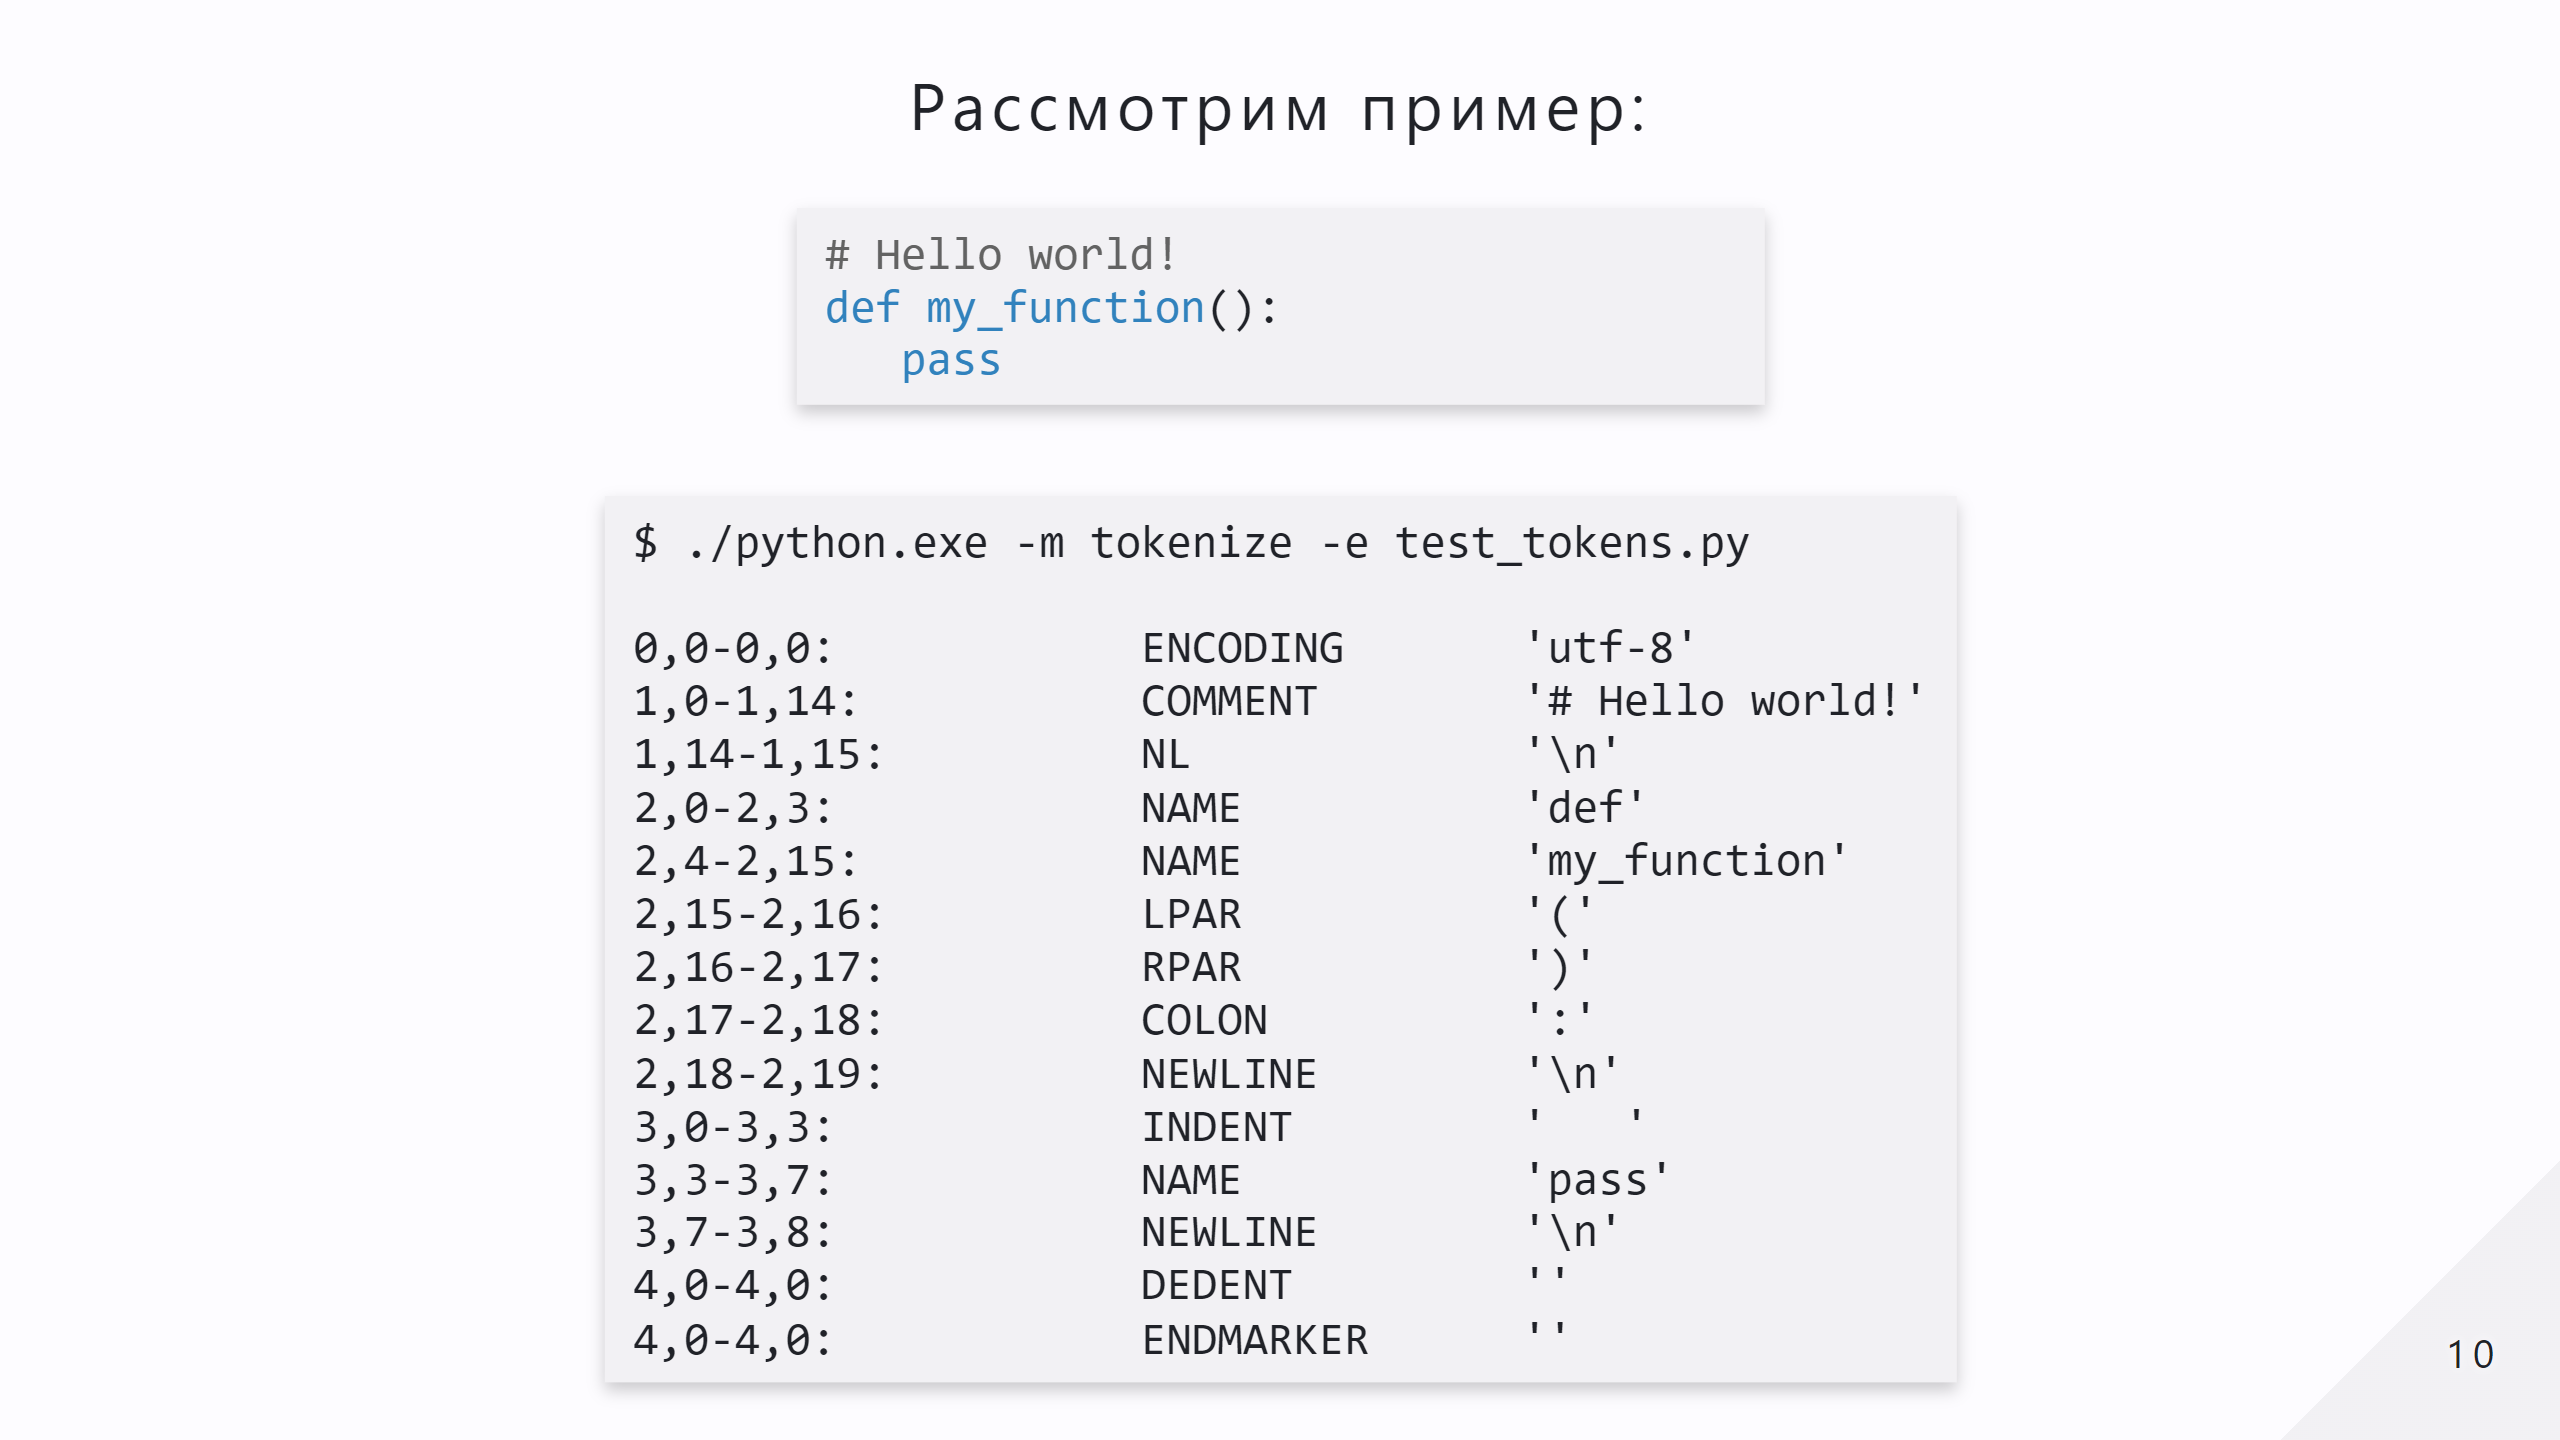 Рассмотрим пример:
# Hello world!
def my_function():
   pass
$ ./python.exe -m tokenize -e test_tokens.py
0,0-0,0:            ENCODING       'utf-8'
1,0-1,14:           COMMENT        '# Hello world!'
1,14-1,15:          NL             '\n'
2,0-2,3:            NAME           'def'
2,4-2,15:           NAME           'my_function'
2,15-2,16:          LPAR           '('
2,16-2,17:          RPAR           ')'
2,17-2,18:          COLON          ':'
2,18-2,19:          NEWLINE        '\n'
3,0-3,3:            INDENT         '   '
3,3-3,7:            NAME           'pass'
3,7-3,8:            NEWLINE        '\n'
4,0-4,0:            DEDENT         ''
4,0-4,0:            ENDMARKER      ''
10